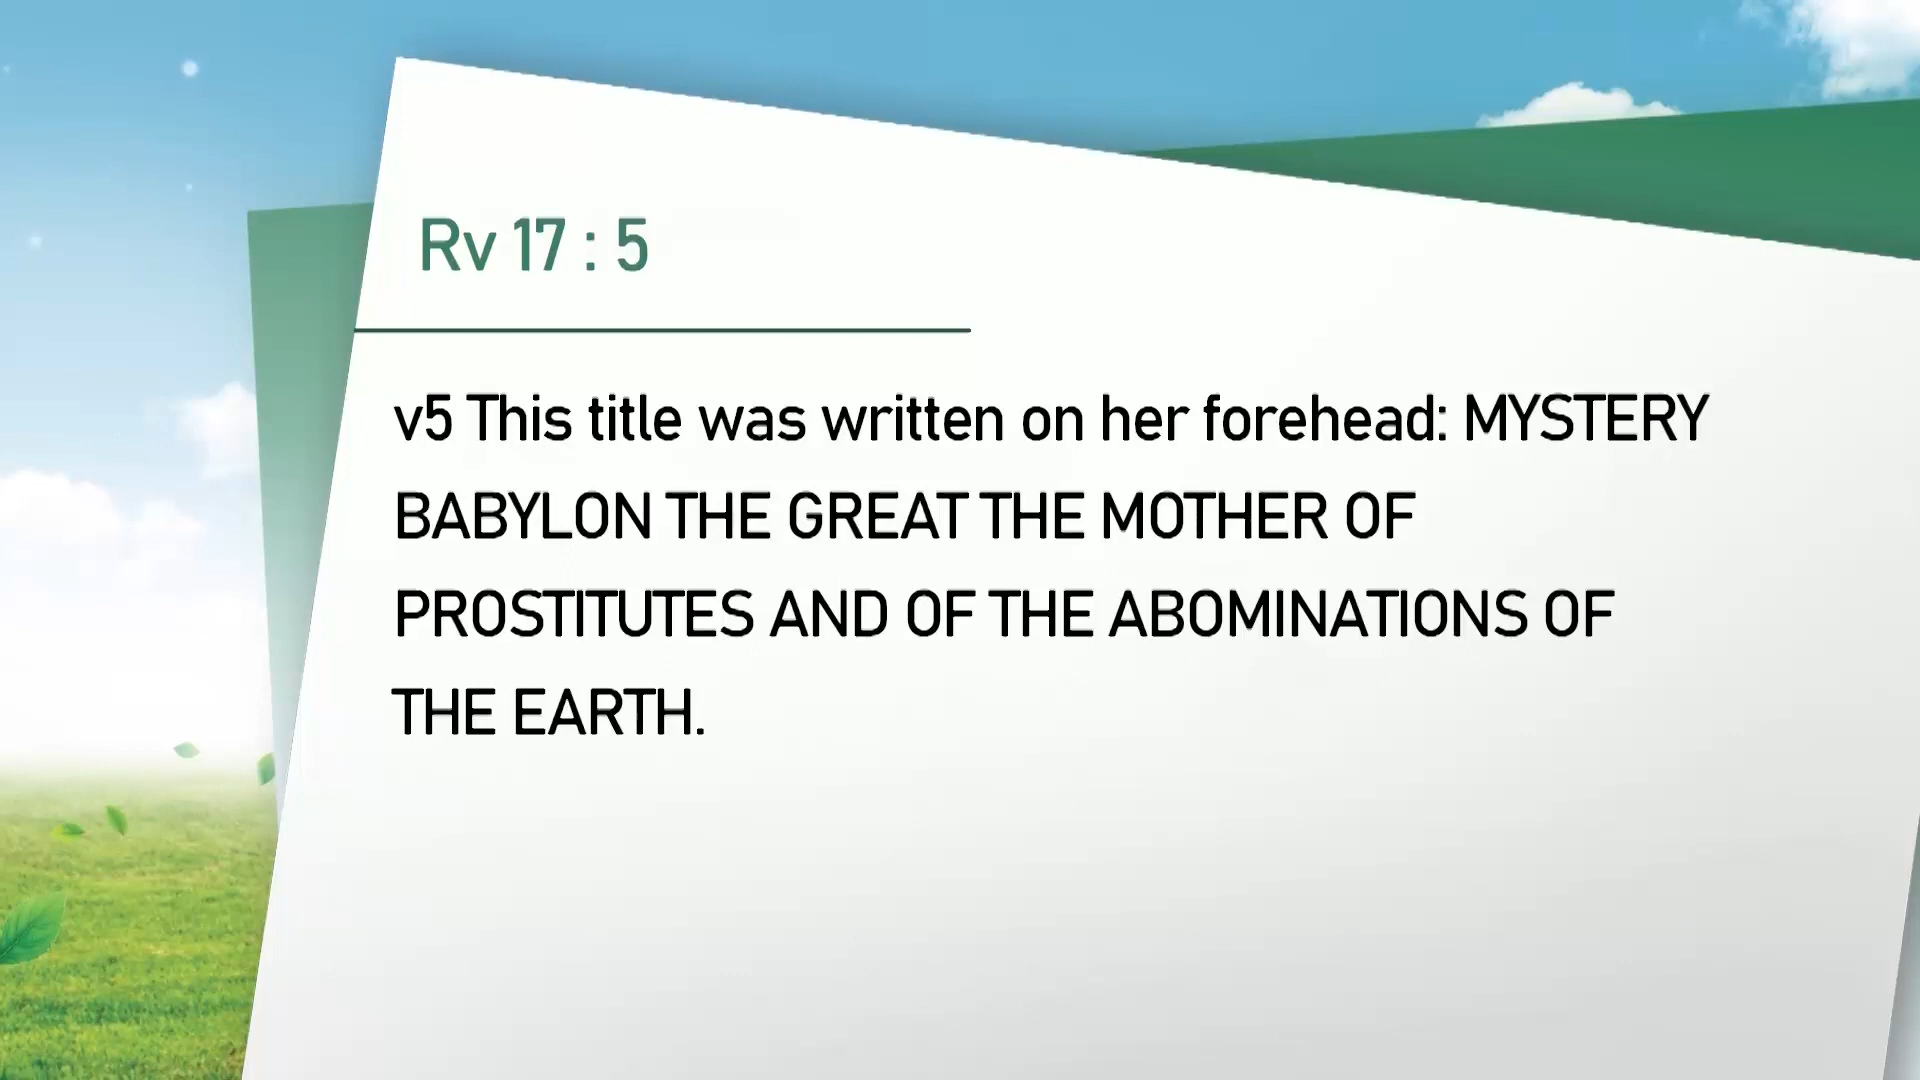 Rv 17 : 5
v5 This title was written on her forehead: MYSTERY
BABYLON THE GREAT THE MOTHER OF
PROSTITUTES AND OF THE ABOMINATIONS OF
THE EARTH.